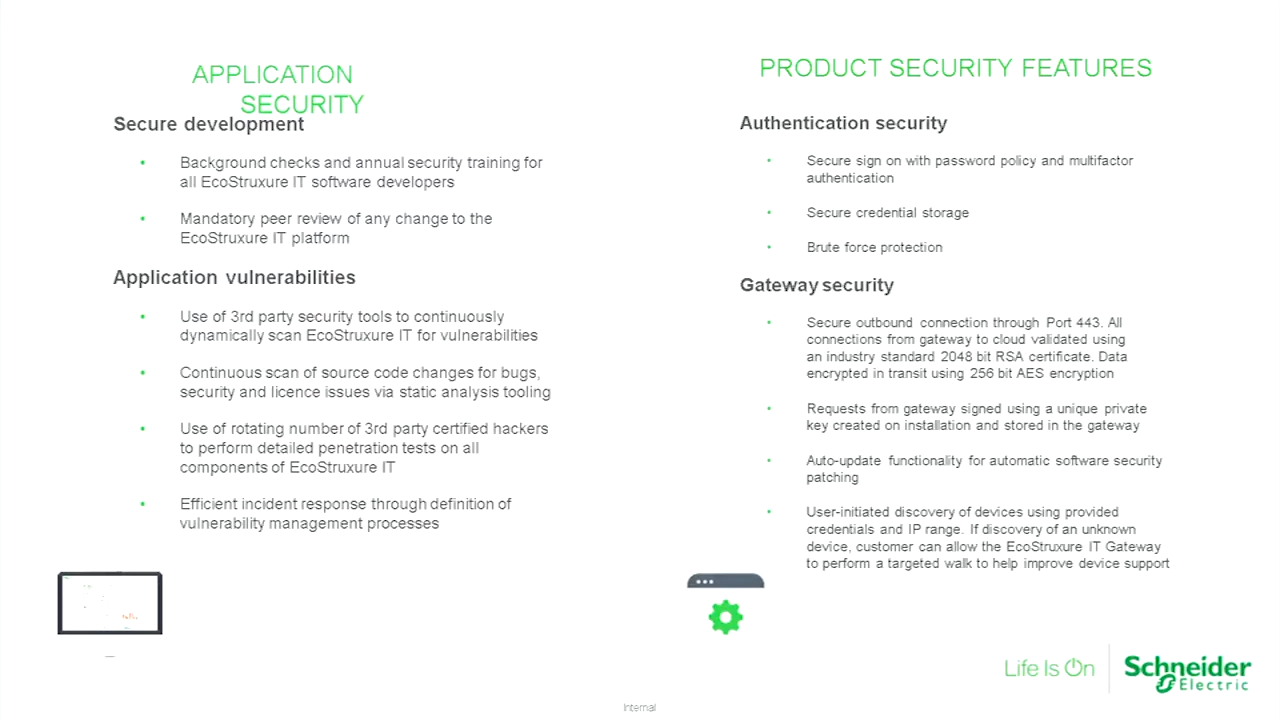 APPLICATION
SECURITY
Secure development
• Background checks and annual security training for
all EcoStruxure IT software developers
• Mandatory peer review of any change to the
EcoStruxure IT platform
Application vulnerabilities
• Use of 3rd party security tools to continuously
dynamically scan EcoStruxure IT for vulnerabilities
• Continuous scan of source code changes for bugs,
security and licence issues via static analysis tooling
• Use of rotating number of 3rd party certified hackers
to perform detailed penetration tests on all
components of EcoStruxure IT
• Efficient incident response through definition of
vulnerability management processes
PRODUCT SECURITY FEATURES
Authentication security
• Secure sign on with password policy and multifactor
authentication
• Secure credential storage
• Brute force protection
Gateway security
• Secure outbound connection through Port 443. All
connections from gateway to cloud validated using
an industry standard 2048 bit RSA certificate. Data
encrypted in transit using 256 bit AES encryption
• Requests from gateway signed using a unique private
key created on installation and stored in the gateway
• Auto-update functionality for automatic software security
patching
• User-initiated discovery of devices using provided
credentials and IP range. If discovery of an unknown
device, customer can allow the EcoStruxure IT Gateway
to perform a targeted walk to help improve device support
Life Is On
Schneider
Electric
Internal